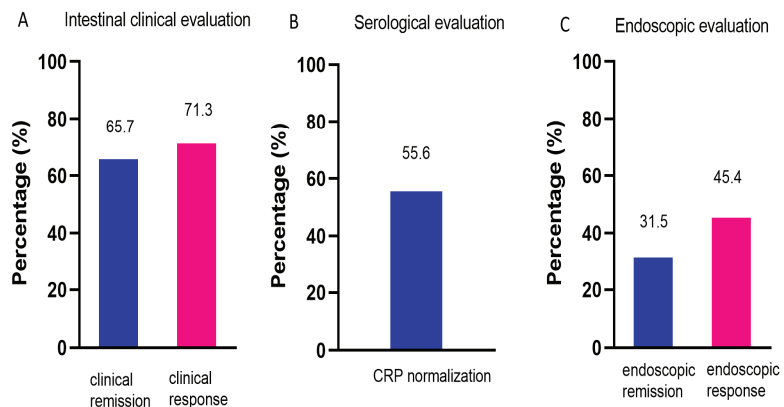 A Intestinal clinical evaluation
Percentage (%)
100
80
60
40
20
0
65.7
71.3
clinical
remission
clinical
response
B Serological evaluation
Percentage (%)
100
80
60
40
20
0
55.6
CRP normalization
C Endoscopic evaluation
Percentage (%)
100
80
60
40
20
0
31.5
45.4
endoscopic
remission
endoscopic
response